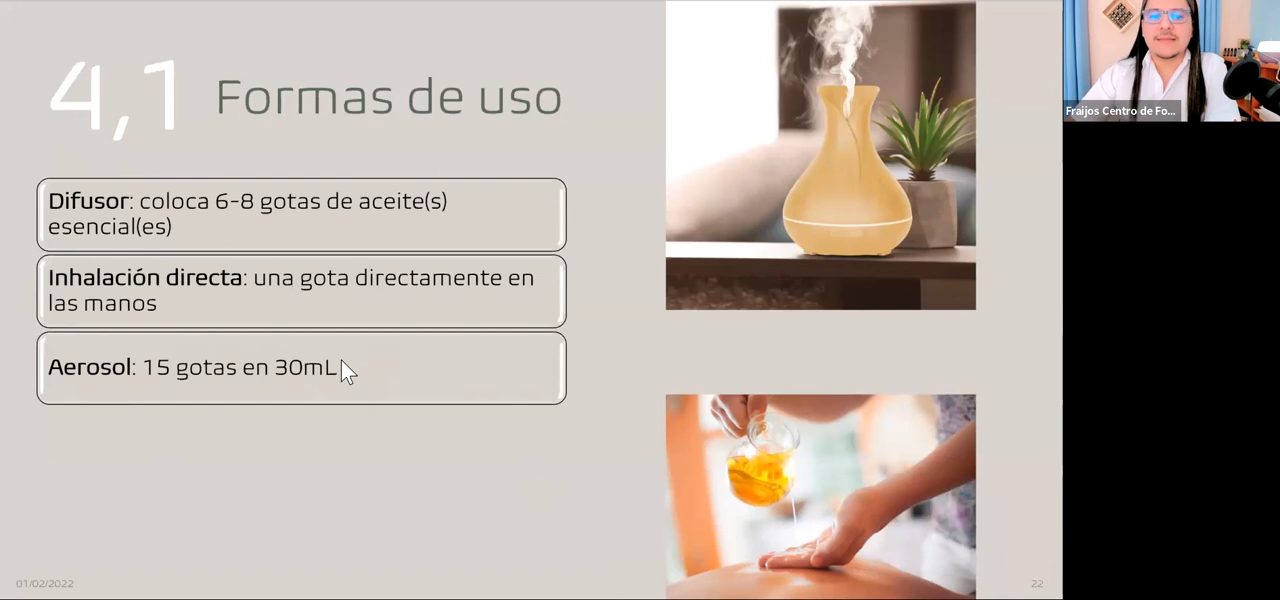 4,1 Formas de uso
Difusor: coloca 6-8 gotas de aceite(s)
esencial(es)
Inhalación directa: una gota directamente en
las manos
Aerosol: 15 gotas en 30mL
01/02/2022
22
Fraijos Centro de Fo...